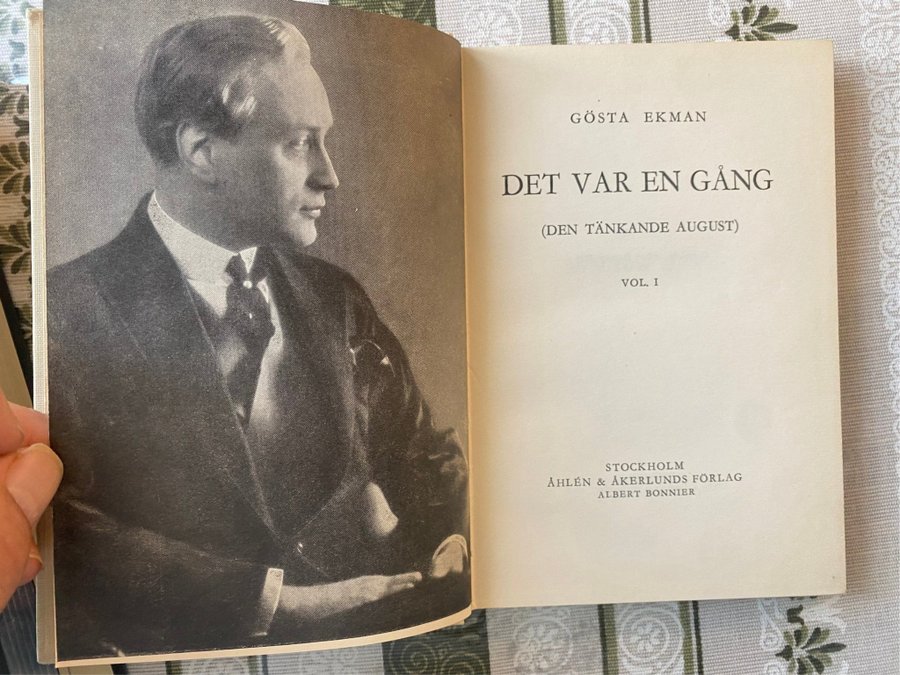 GÖSTA EKMAN
DET VAR EN GÅNG
(DEN TÄNKANDE AUGUST)
VOL. I
STOCKHOLM
ÅHLÉN & ÅKERLUNDS FÖRLAG
ALBERT BONNIER